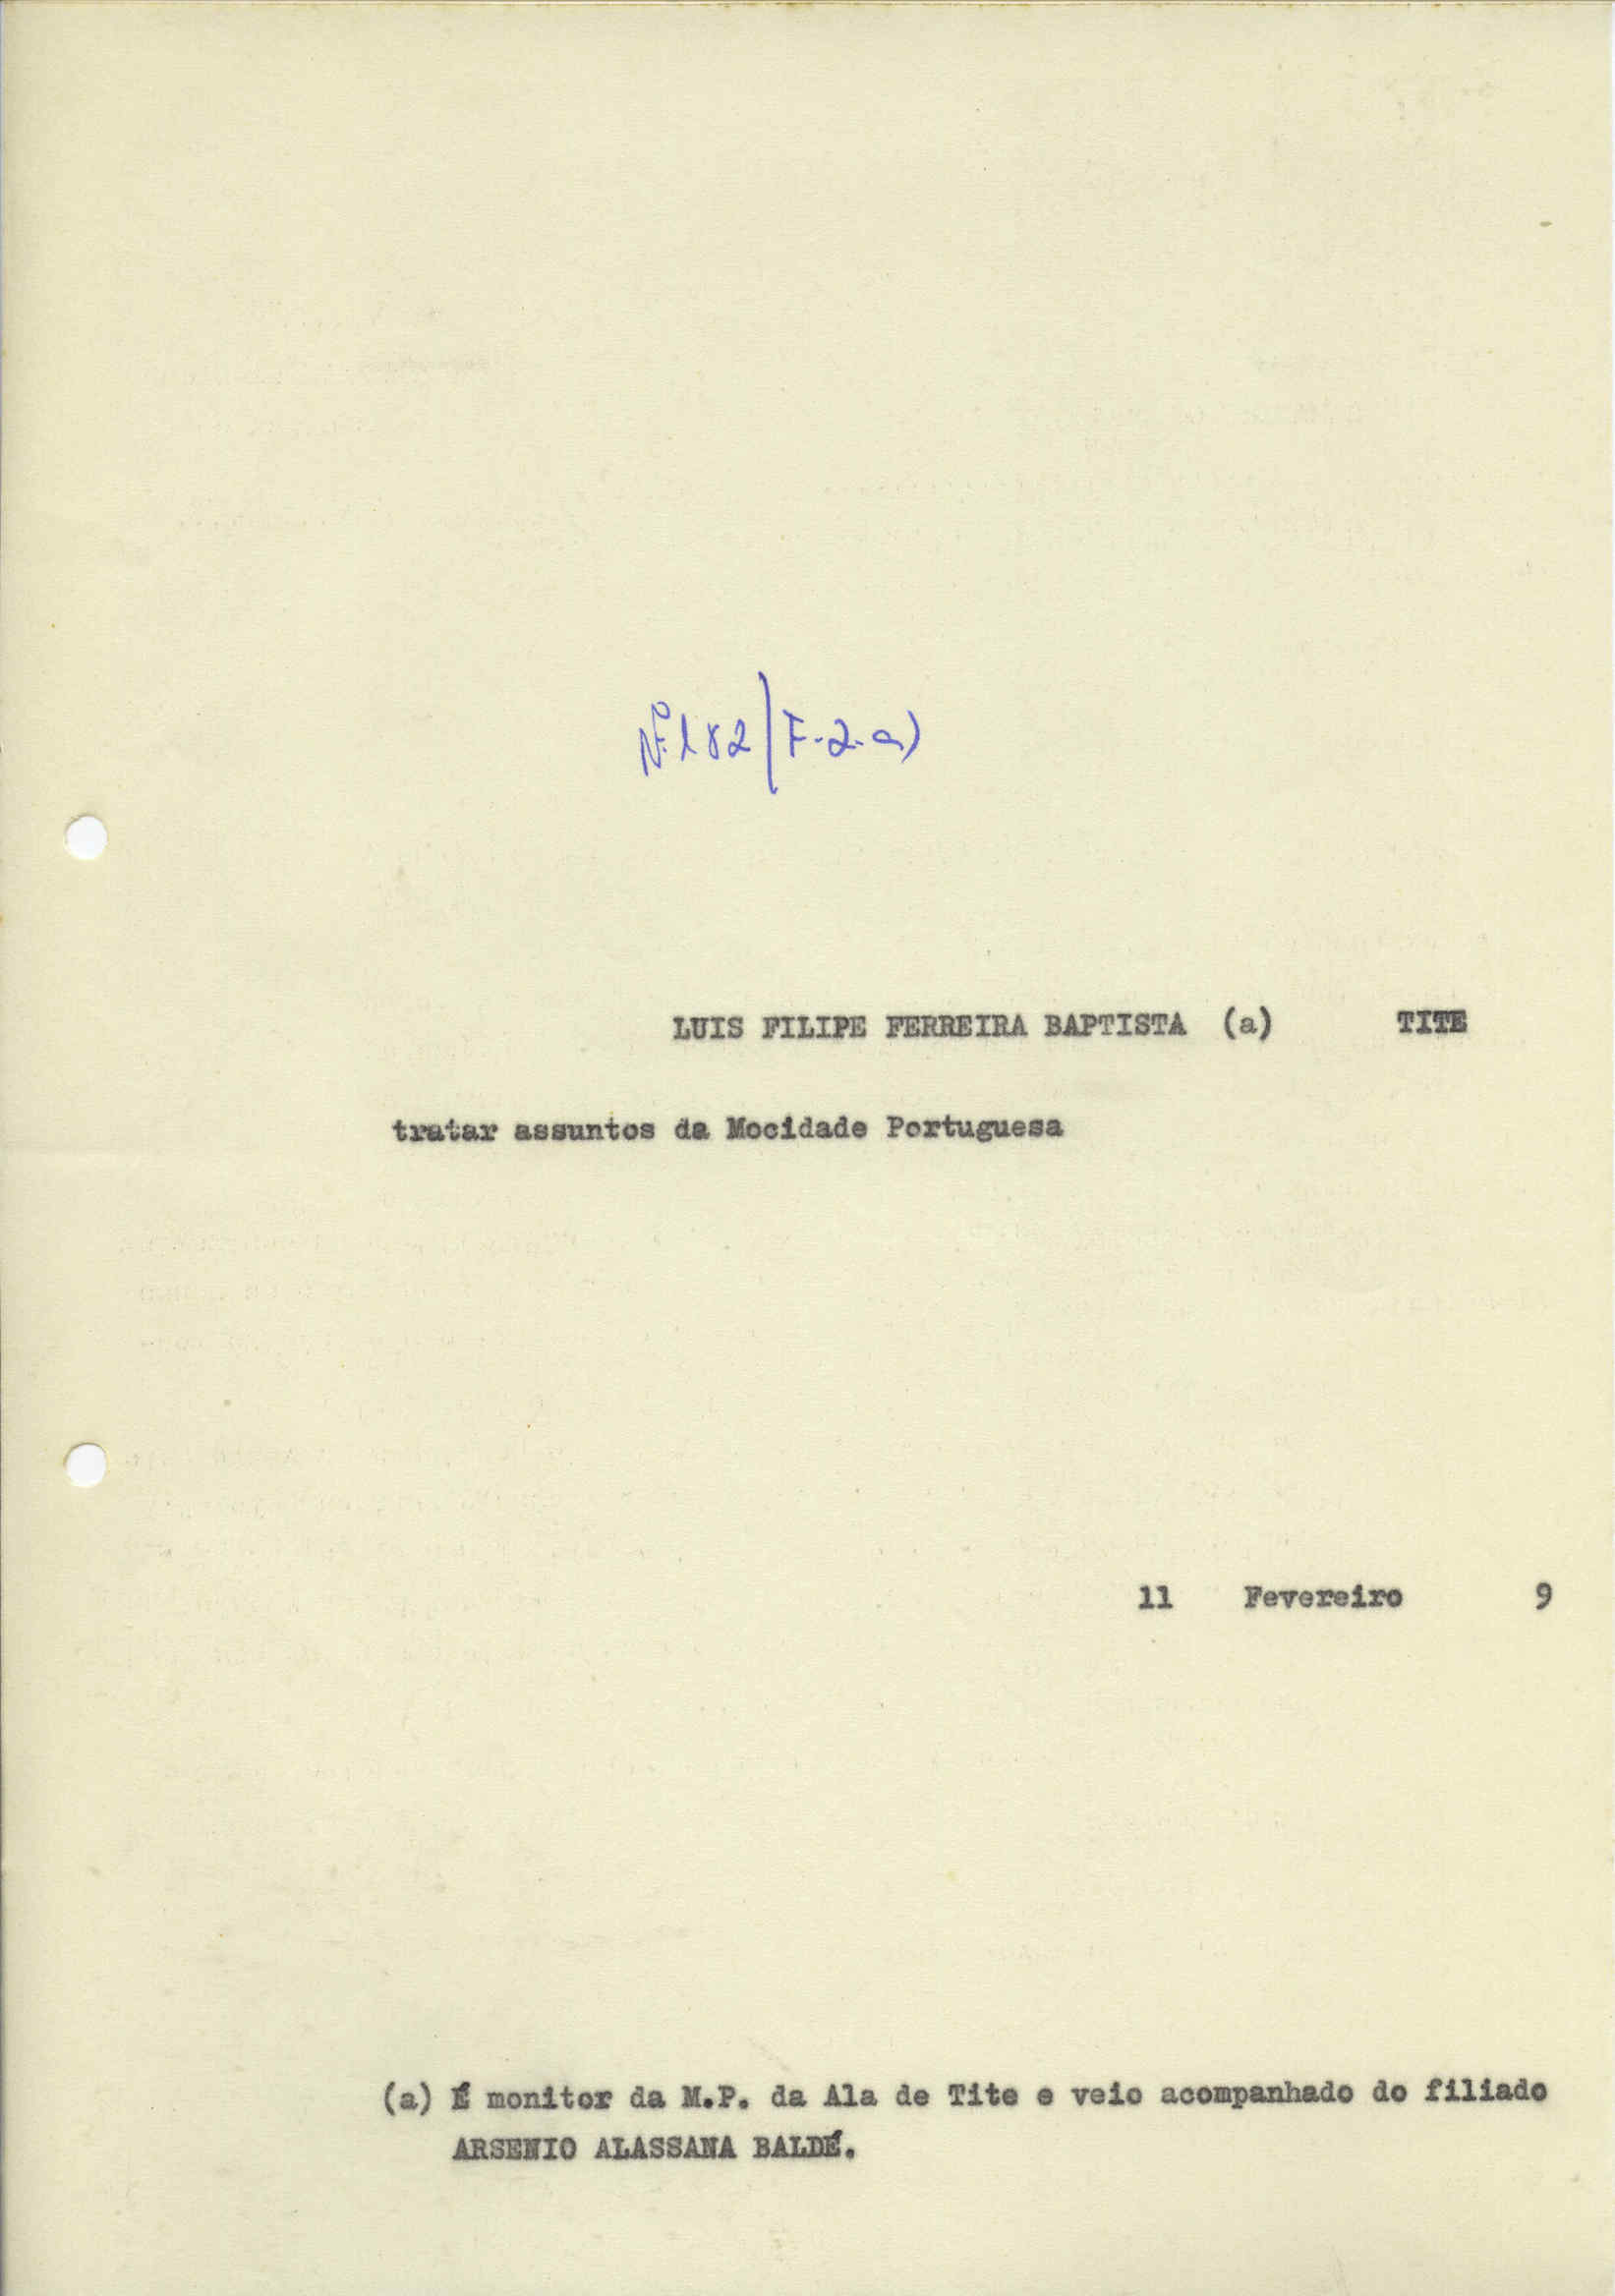 Nº 182/F-2-a)
LUIS FILIPE FERREIRA BAPTISTA (a) TITE
tratar assuntos da Mocidade Portuguesa
11 Fevereiro 9
(a) É monitor da M.P. da Ala de Tite e veio acompanhado do filiado
ARSENIO ALASSANA BALDÉ.